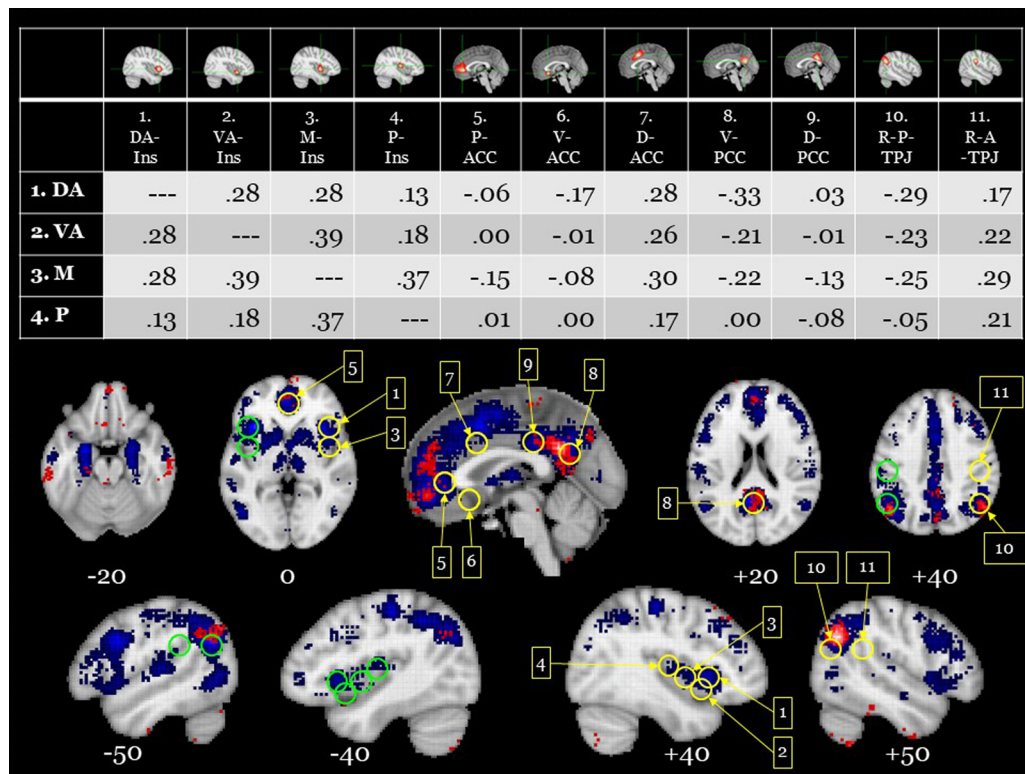 1. DA- Ins 2. VA- Ins 3. M- Ins 4. P- Ins 5. P- ACC 6. V- ACC 7. D- ACC 8. V- PCC 9. D- PCC 10. R-P- TPJ 11. R-A -TPJ
1. DA --- .28 .28 .13 -.06 -.17 .28 -.33 .03 -.29 .17
2. VA .28 --- .39 .18 .00 -.01 .26 -.21 -.01 -.23 .22
3. M .28 .39 --- .37 -.15 -.08 .30 -.22 -.13 -.25 .29
4. P .13 .18 .37 --- .01 .00 .17 .00 -.08 -.05 .21
5 7 9 8
1 11
3
8
5 6 10
-20 0 +20 +40
10 11
3
4
1
2
-50 -40 +40 +50